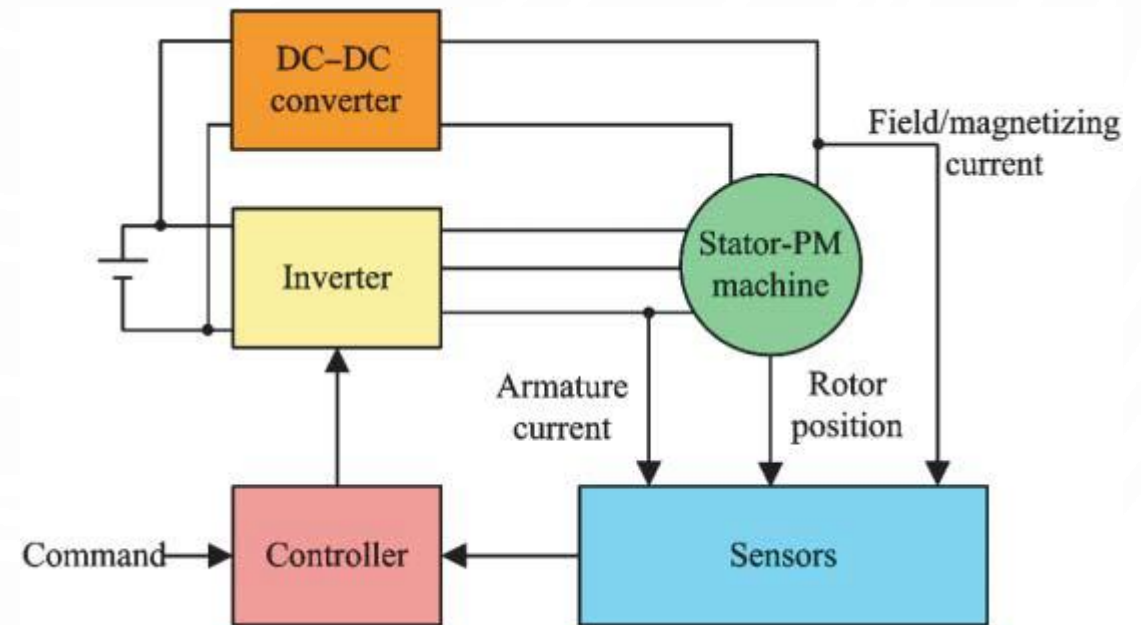 DC–DC
converter
Field/magnetizing
current
Inverter
Stator-PM
machine
Armature
current
Rotor
position
Command
Controller
Sensors